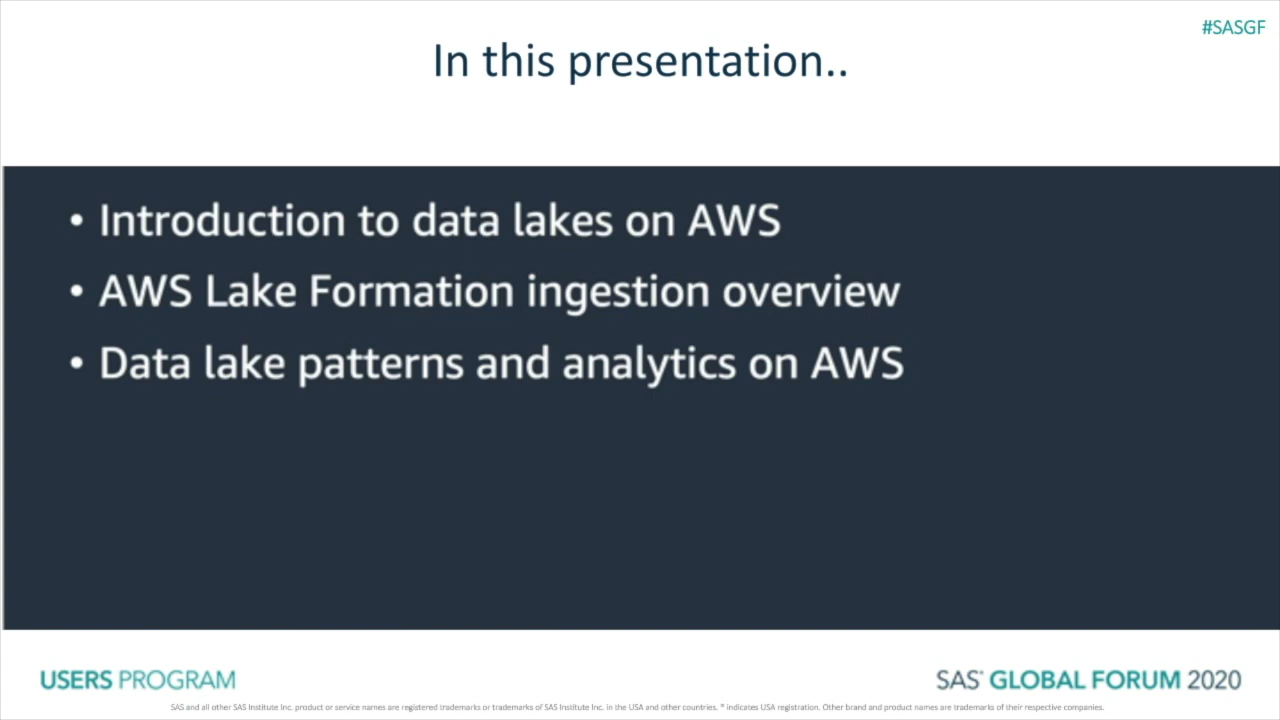 #SASGF
In this presentation..
• Introduction to data lakes on AWS
• AWS Lake Formation ingestion overview
• Data lake patterns and analytics on AWS
USERS PROGRAM
SAS® GLOBAL FORUM 2020
SAS and all other SAS Institute Inc. product or service names are registered trademarks or trademarks of SAS Institute Inc. in the USA and other countries. ® indicates USA registration. Other brand and product names are trademarks of their respective companies.